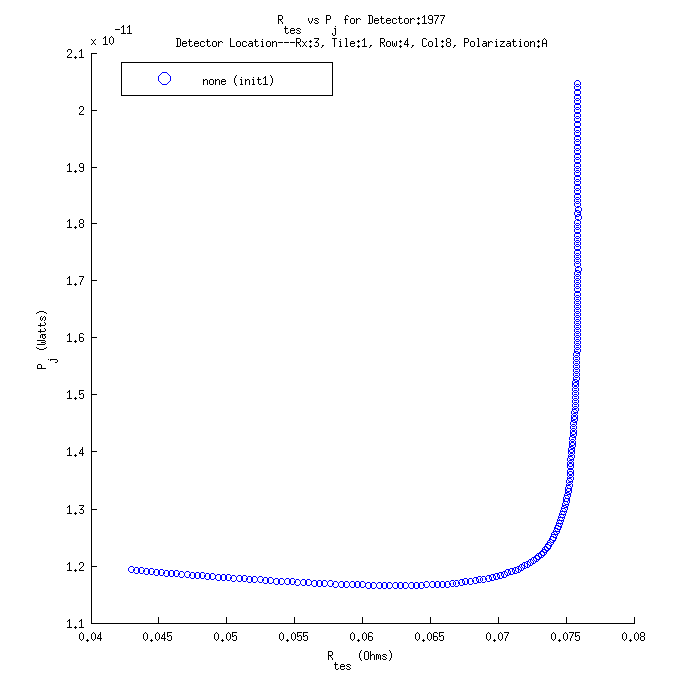 R_tes vs P_j for Detector:1977
Detector Location---Rx:3, Tile:1, Row:4, Col:8, Polarization:A
x 10^-11
none (init1)
2.1
2
1.9
1.8
1.7
1.6
1.5
1.4
1.3
1.2
1.1
P_j (Watts)
0.04 0.045 0.05 0.055 0.06 0.065 0.07 0.075 0.08
R_tes (Ohms)